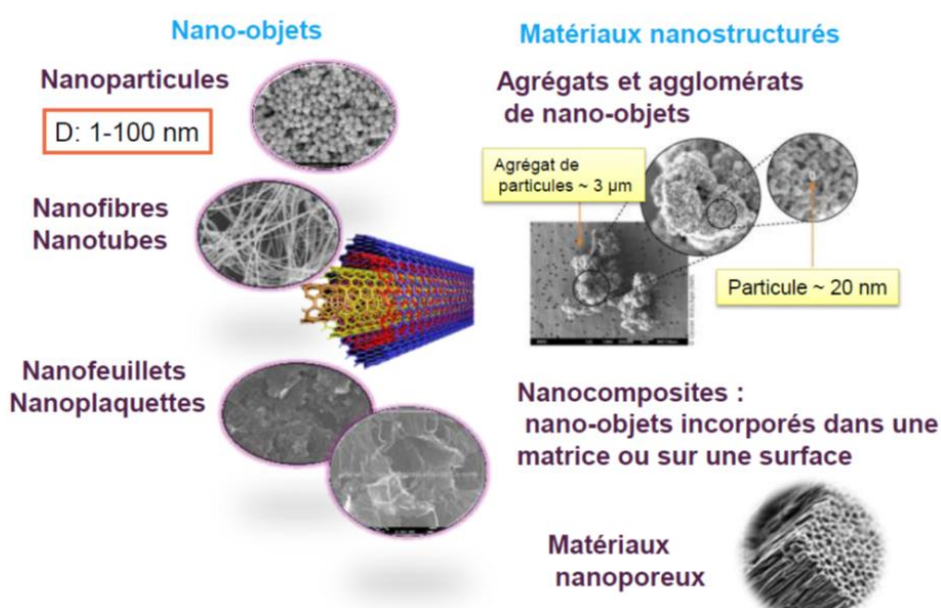 Nano-objets
Nanoparticules
D: 1-100 nm
Nanofibres
Nanotubes
Nanofeuillets
Nanoplaquettes
Matériaux nanostructurés
Agrégats et agglomérats
de nano-objets
Agrégat de
particules ~ 3 µm
Particule ~ 20 nm
Nanocomposites :
nano-objets incorporés dans une
matrice ou sur une surface
Matériaux
nanoporeux